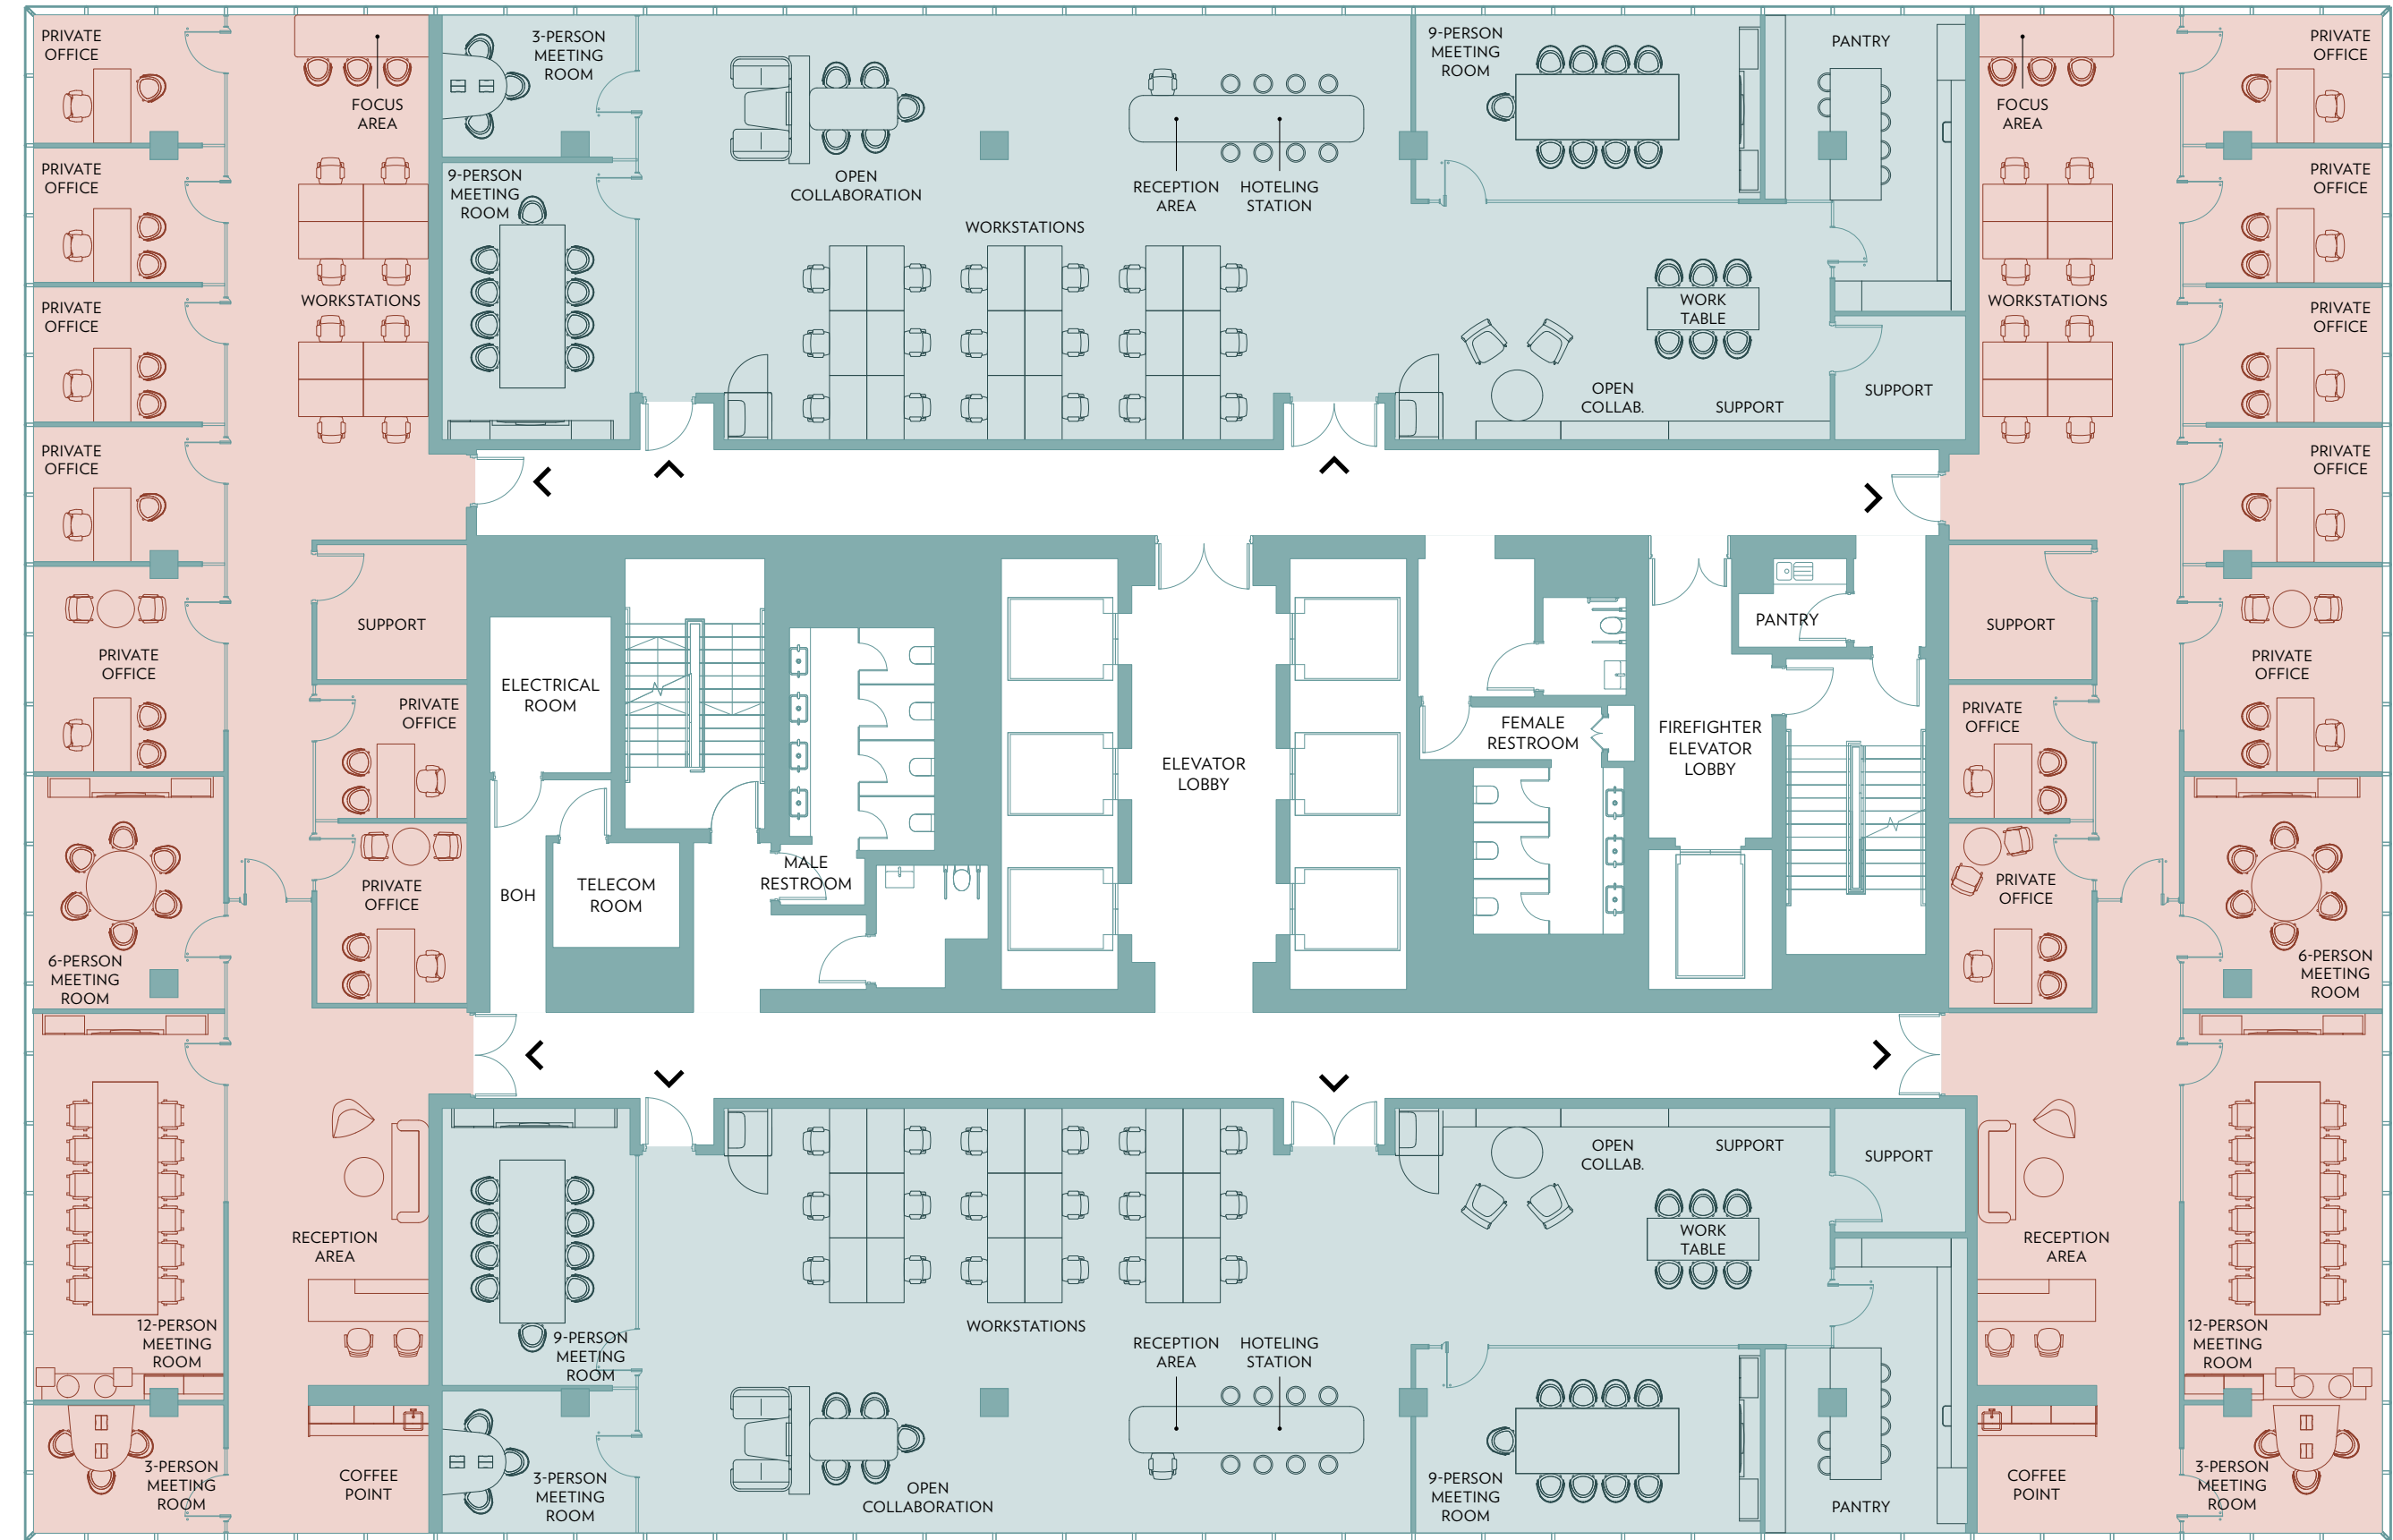 PRIVATE
OFFICE
FOCUS
AREA
3-PERSON
MEETING
ROOM
9-PERSON
MEETING
ROOM
PANTRY
FOCUS
AREA
PRIVATE
OFFICE
PRIVATE
OFFICE
9-PERSON
MEETING
ROOM
OPEN
COLLABORATION
RECEPTION
AREA
HOTELING
STATION
PRIVATE
OFFICE
WORKSTATIONS
PRIVATE
OFFICE
WORKSTATIONS
WORK
TABLE
WORKSTATIONS
PRIVATE
OFFICE
OPEN
COLLAB.
SUPPORT
SUPPORT
PRIVATE
OFFICE
PRIVATE
OFFICE
SUPPORT
PANTRY
SUPPORT
PRIVATE
OFFICE
ELECTRICAL
ROOM
PRIVATE
OFFICE
PRIVATE
OFFICE
FEMALE
RESTROOM
FIREFIGHTER
ELEVATOR
LOBBY
PRIVATE
OFFICE
ELEVATOR
LOBBY
PRIVATE
OFFICE
BOH
TELECOM
ROOM
MALE
RESTROOM
PRIVATE
OFFICE
6-PERSON
MEETING
ROOM
6-PERSON
MEETING
ROOM
OPEN
COLLAB.
SUPPORT
SUPPORT
RECEPTION
AREA
WORK
TABLE
RECEPTION
AREA
12-PERSON
MEETING
ROOM
9-PERSON
MEETING
ROOM
WORKSTATIONS
RECEPTION
AREA
HOTELING
STATION
12-PERSON
MEETING
ROOM
3-PERSON
MEETING
ROOM
COFFEE
POINT
3-PERSON
MEETING
ROOM
OPEN
COLLABORATION
9-PERSON
MEETING
ROOM
PANTRY
COFFEE
POINT
3-PERSON
MEETING
ROOM